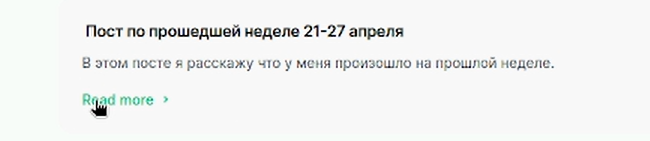 Пост по прошедшей неделе 21-27 апреля
В этом посте я расскажу что у меня произошло на прошлой неделе.
Read more